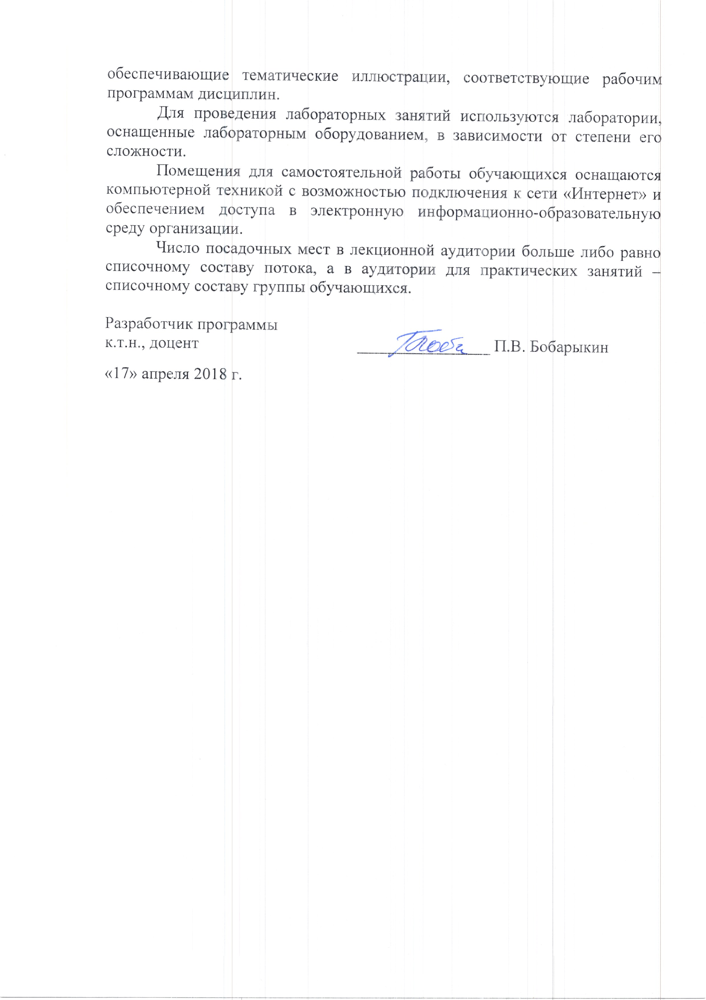 обеспечивающие тематические иллюстрации, соответствующие рабочим
программам дисциплин.
Для проведения лабораторных занятий используются лаборатории,
оснащенные лабораторным оборудованием, в зависимости от степени его
сложности.
Помещения для самостоятельной работы обучающихся оснащаются
компьютерной техникой с возможностью подключения к сети «Интернет» и
обеспечением доступа в электронную информационно-образовательную
среду организации.
Число посадочных мест в лекционной аудитории больше либо равно
списочному составу потока, а в аудитории для практических занятий –
списочному составу группы обучающихся.
Разработчик программы
к.т.н., доцент П.В. Бобарыкин
«17» апреля 2018 г.